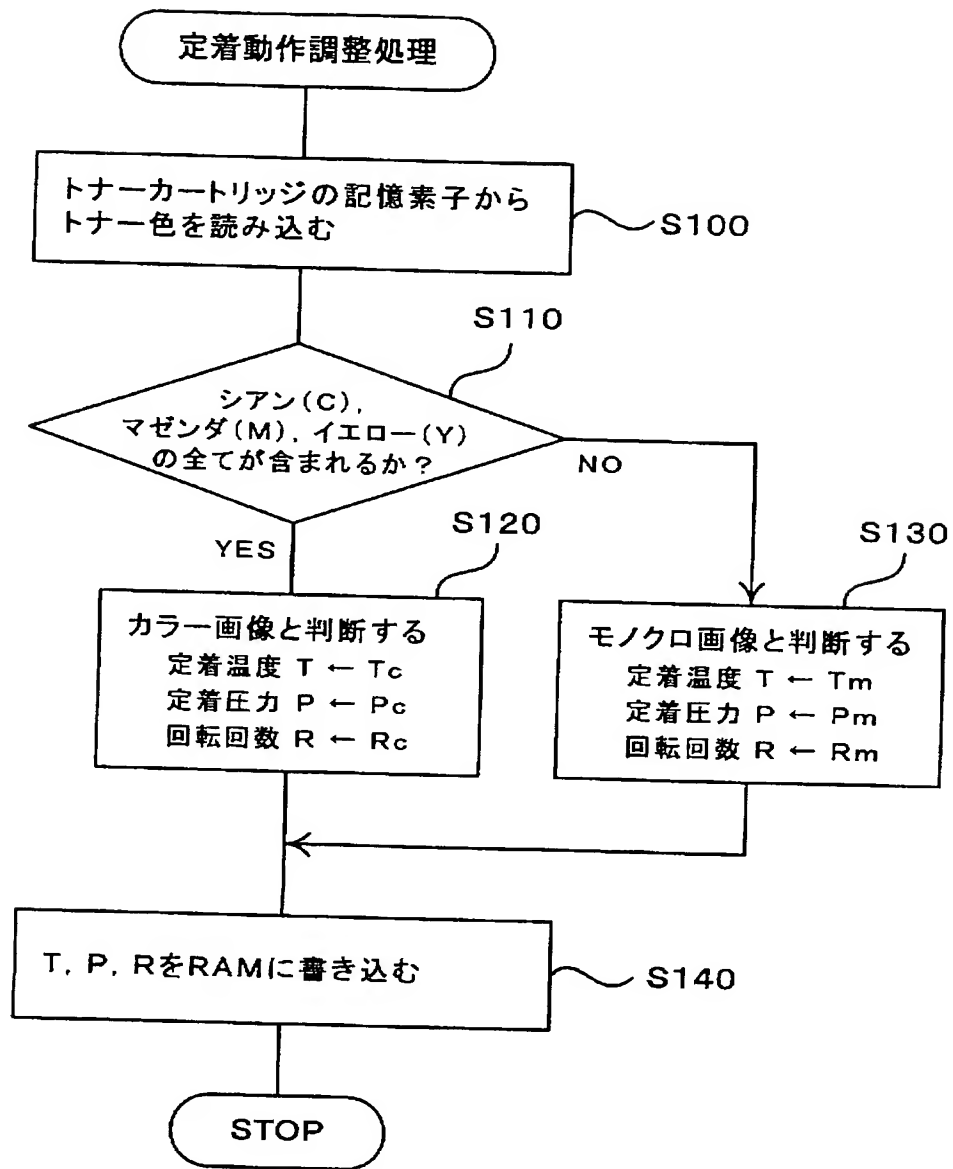 定着動作調整処理
トナーカートリッジの記憶素子から
トナー色を読み込む
S100
S110
シアン(C),
マゼンダ(M), イエロー(Y)
の全てが含まれるか？
NO
YES
S120
S130
カラー画像と判断する
定着温度 T ← Tc
定着圧力 P ← Pc
回転回数 R ← Rc
モノクロ画像と判断する
定着温度 T ← Tm
定着圧力 P ← Pm
回転回数 R ← Rm
T, P, RをRAMに書き込む
S140
STOP